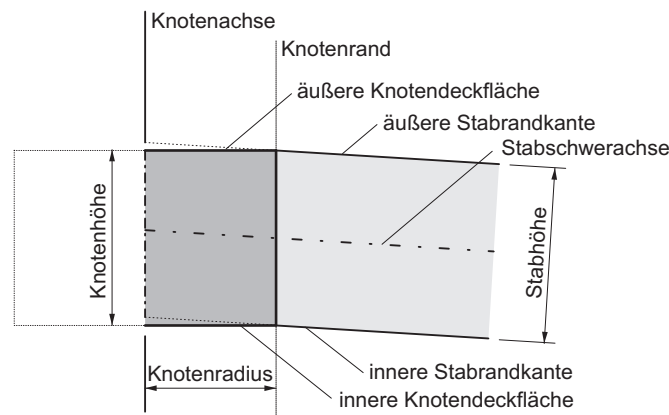 Knotenachse
Knotenrand
äußere Knotendeckfläche
äußere Stabrandkante
Stabschwerachse
Knotenhöhe
Stabhöhe
Knotenradius
innere Stabrandkante
innere Knotendeckfläche